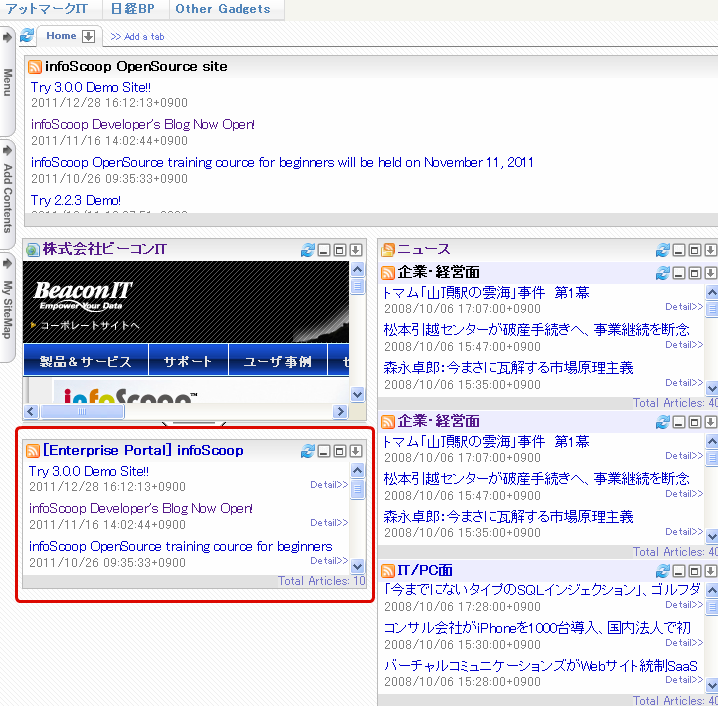 アットマークIT
日経BP
Other Gadgets
Home
>> Add a tab
Menu
Add Contents
My SiteMap
infoScoop OpenSource site
Try 3.0.0 Demo Site!!
2011/12/28 16:12:13+0900
infoScoop Developer's Blog Now Open!
2011/11/16 14:02:44+0900
infoScoop OpenSource training cource for beginners will be held on November 11, 2011
2011/10/26 09:35:33+0900
Try 2.2.3 Demo!
株式会社ビーコンIT
BeaconIT
Empower Your Data
コーポレートサイトへ
製品&サービス
サポート
ユーザ事例
infoScoop™
[Enterprise Portal] infoScoop
Try 3.0.0 Demo Site!!
2011/12/28 16:12:13+0900
Detail>>
infoScoop Developer's Blog Now Open!
2011/11/16 14:02:44+0900
Detail>>
infoScoop OpenSource training cource for beginners
2011/10/26 09:35:33+0900
Detail>>
Total Articles: 10
ニュース
企業・経営面
トマム「山頂駅の雲海」事件　第1幕
2008/10/06 17:07:00+0900
Detail>>
松本引越センターが破産手続きへ、事業継続を断念
2008/10/06 15:47:00+0900
Detail>>
森永卓郎：今まさに瓦解する市場原理主義
2008/10/06 15:35:00+0900
Detail>>
Total Articles: 40
企業・経営面
トマム「山頂駅の雲海」事件　第1幕
2008/10/06 17:07:00+0900
Detail>>
松本引越センターが破産手続きへ、事業継続を断念
2008/10/06 15:47:00+0900
Detail>>
森永卓郎：今まさに瓦解する市場原理主義
2008/10/06 15:35:00+0900
Detail>>
Total Articles: 40
IT/PC面
「今までにないタイプのSQLインジェクション」、ゴルフダ
2008/10/06 17:28:00+0900
Detail>>
コンサル会社がiPhoneを1000台導入、国内法人で初
2008/10/06 15:30:00+0900
Detail>>
バーチャルコミュニケーションズがWebサイト統制SaaS
2008/10/06 15:28:00+0900
Detail>>
Total Articles: 40